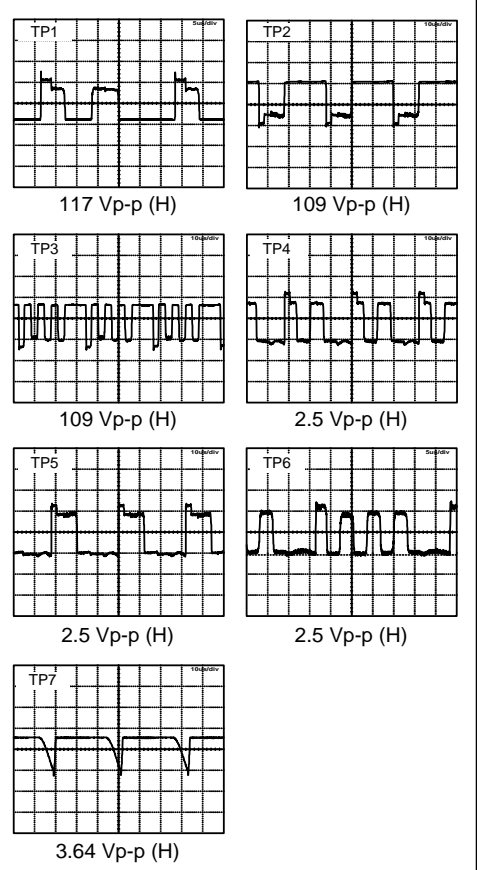 TP1 5us/div
117 Vp-p (H)
TP2 10us/div
109 Vp-p (H)
TP3 10us/div
109 Vp-p (H)
TP4 10us/div
2.5 Vp-p (H)
TP5 10us/div
2.5 Vp-p (H)
TP6 5us/div
2.5 Vp-p (H)
TP7 10us/div
3.64 Vp-p (H)